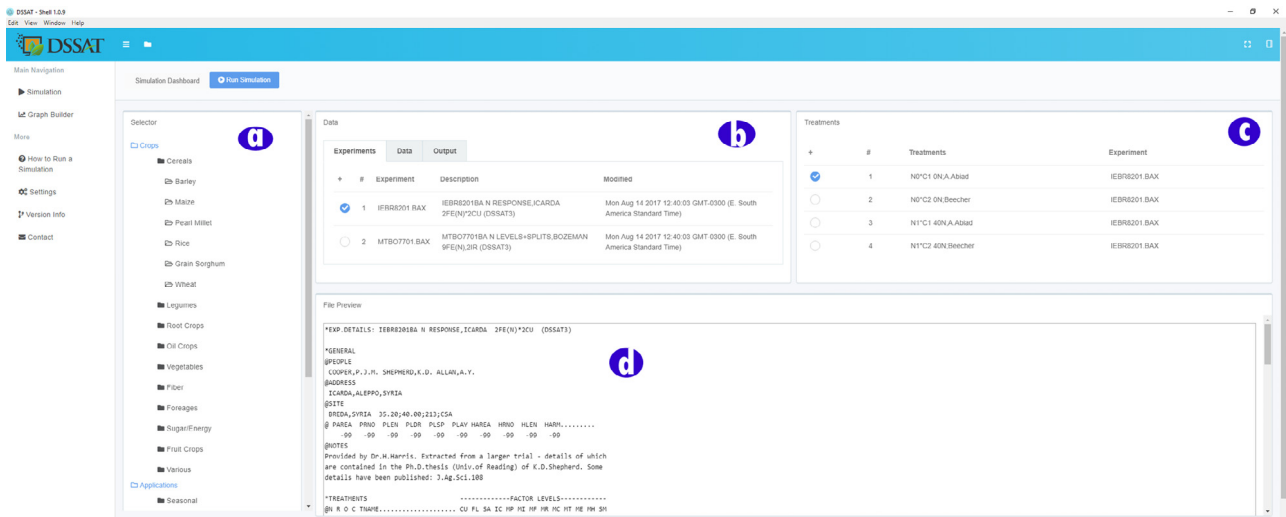 DSSAT - Shell 1.0.9
Edit View Window Help
DSSAT
Main Navigation
Simulation
Graph Builder
More
How to Run a
Simulation
Settings
Version Info
Contact
Simulation Dashboard
Run Simulation
Selector
a
Crops
Cereals
Barley
Maize
Pearl Millet
Rice
Grain Sorghum
Wheat
Legumes
Root Crops
Oil Crops
Vegetables
Fiber
Foreages
Sugar/Energy
Fruit Crops
Various
Applications
Seasonal
Data
b
Experiments Data Output
+ # Experiment Description Modified
1 IEBR8201.BAX IEBR8201BA N RESPONSE,ICARDA 2FE(N)*2CU (DSSAT3) Mon Aug 14 2017 12:40:03 GMT-0300 (E. South America Standard Time)
2 MTBO7701.BAX MTBO7701BA N LEVELS+SPLITS,BOZEMAN 9FE(N),2IR (DSSAT3) Mon Aug 14 2017 12:40:03 GMT-0300 (E. South America Standard Time)
Treatments
c
+ # Treatments Experiment
1 N0*C1 0N;A.Abiad IEBR8201.BAX
2 N0*C2 0N;Beecher IEBR8201.BAX
3 N1*C1 40N;A.Abiad IEBR8201.BAX
4 N1*C2 40N;Beecher IEBR8201.BAX
File Preview
d
*EXP.DETAILS: IEBR8201BA N RESPONSE,ICARDA 2FE(N)*2CU (DSSAT3)
*GENERAL
@PEOPLE
COOPER,P.J.M. SHEPHERD,K.D. ALLAN,A.Y.
@ADDRESS
ICARDA,ALEPPO,SYRIA
@SITE
BREDA,SYRIA 35.20;40.00;213;CSA
@ PAREA PRNO PLEN PLDR PLSP PLAY HAREA HRNO HLEN HARM.........
-99 -99 -99 -99 -99 -99 -99 -99 -99 -99
@NOTES
Provided by Dr.H.Harris. Extracted from a larger trial - details of which
are contained in the Ph.D.thesis (Univ.of Reading) of K.D.Shepherd. Some
details have been published: J.Ag.Sci.108
*TREATMENTS -------------FACTOR LEVELS------------
@N R O C TNAME.................... CU FL SA IC MP MI MF MR MC MT ME MH SM